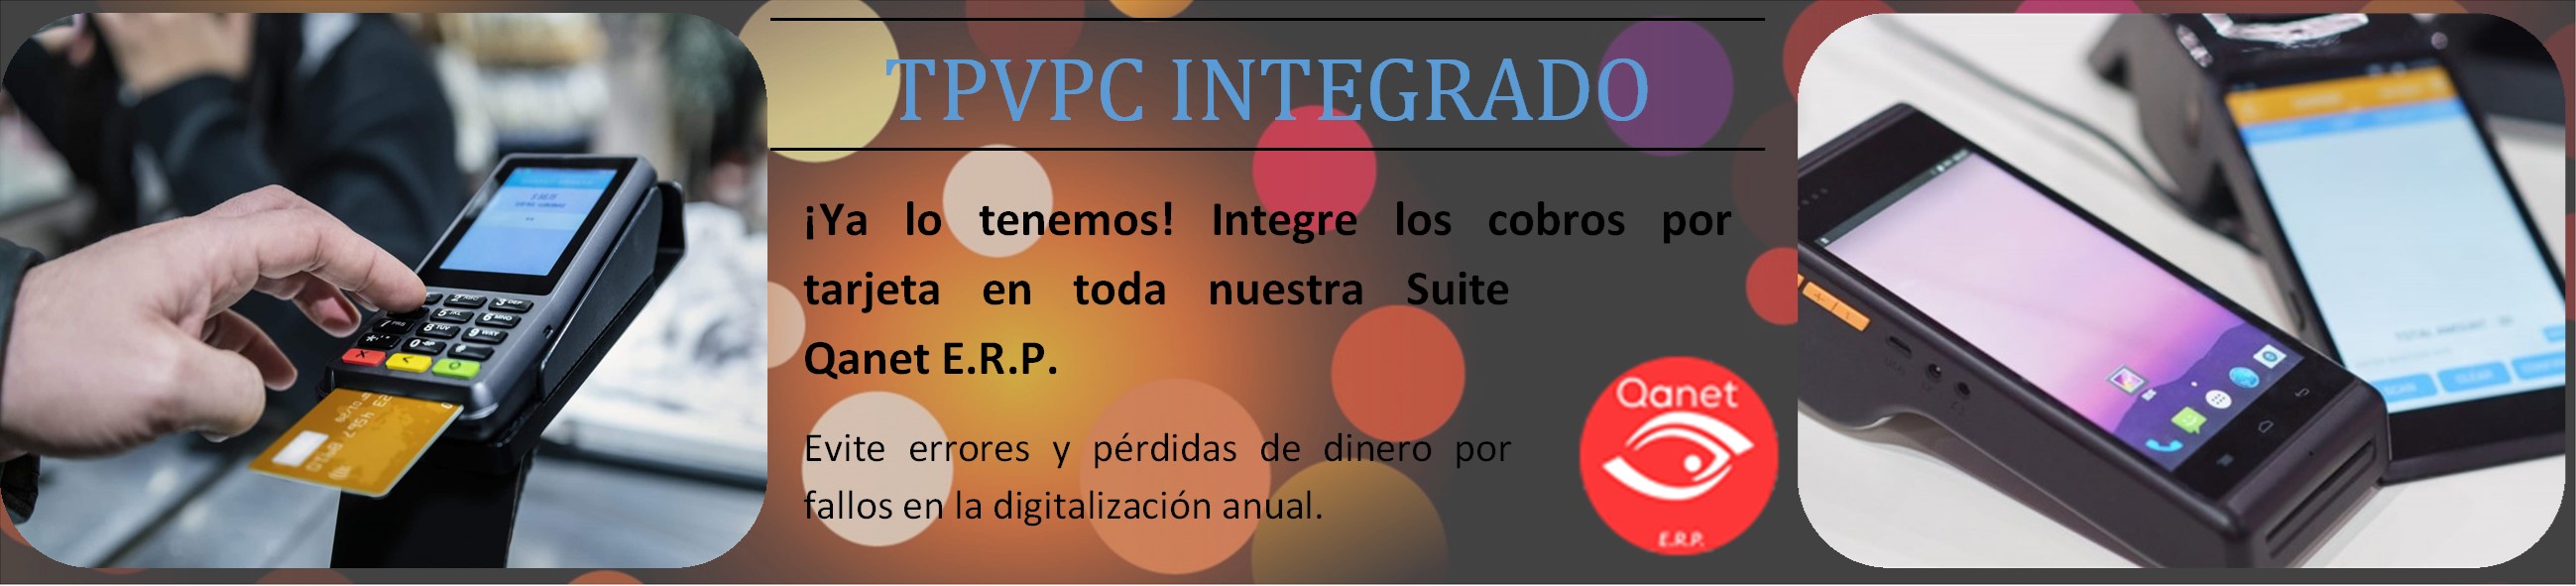 TPVPC INTEGRADO
¡Ya lo tenemos! Integre los cobros por
tarjeta en toda nuestra Suite
Qanet E.R.P.
Evite errores y pérdidas de dinero por
fallos en la digitalización anual.
Qanet
E.R.P.